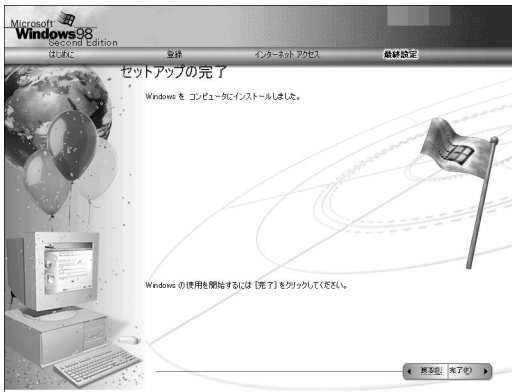 Microsoft
Windows98
Second Edition
はじめに
登録
インターネット アクセス
最終設定
セットアップの完了
Windows を コンピュータにインストールしました。
Windows の使用を開始するには [完了] をクリックしてください。
戻る(B) 完了(F)